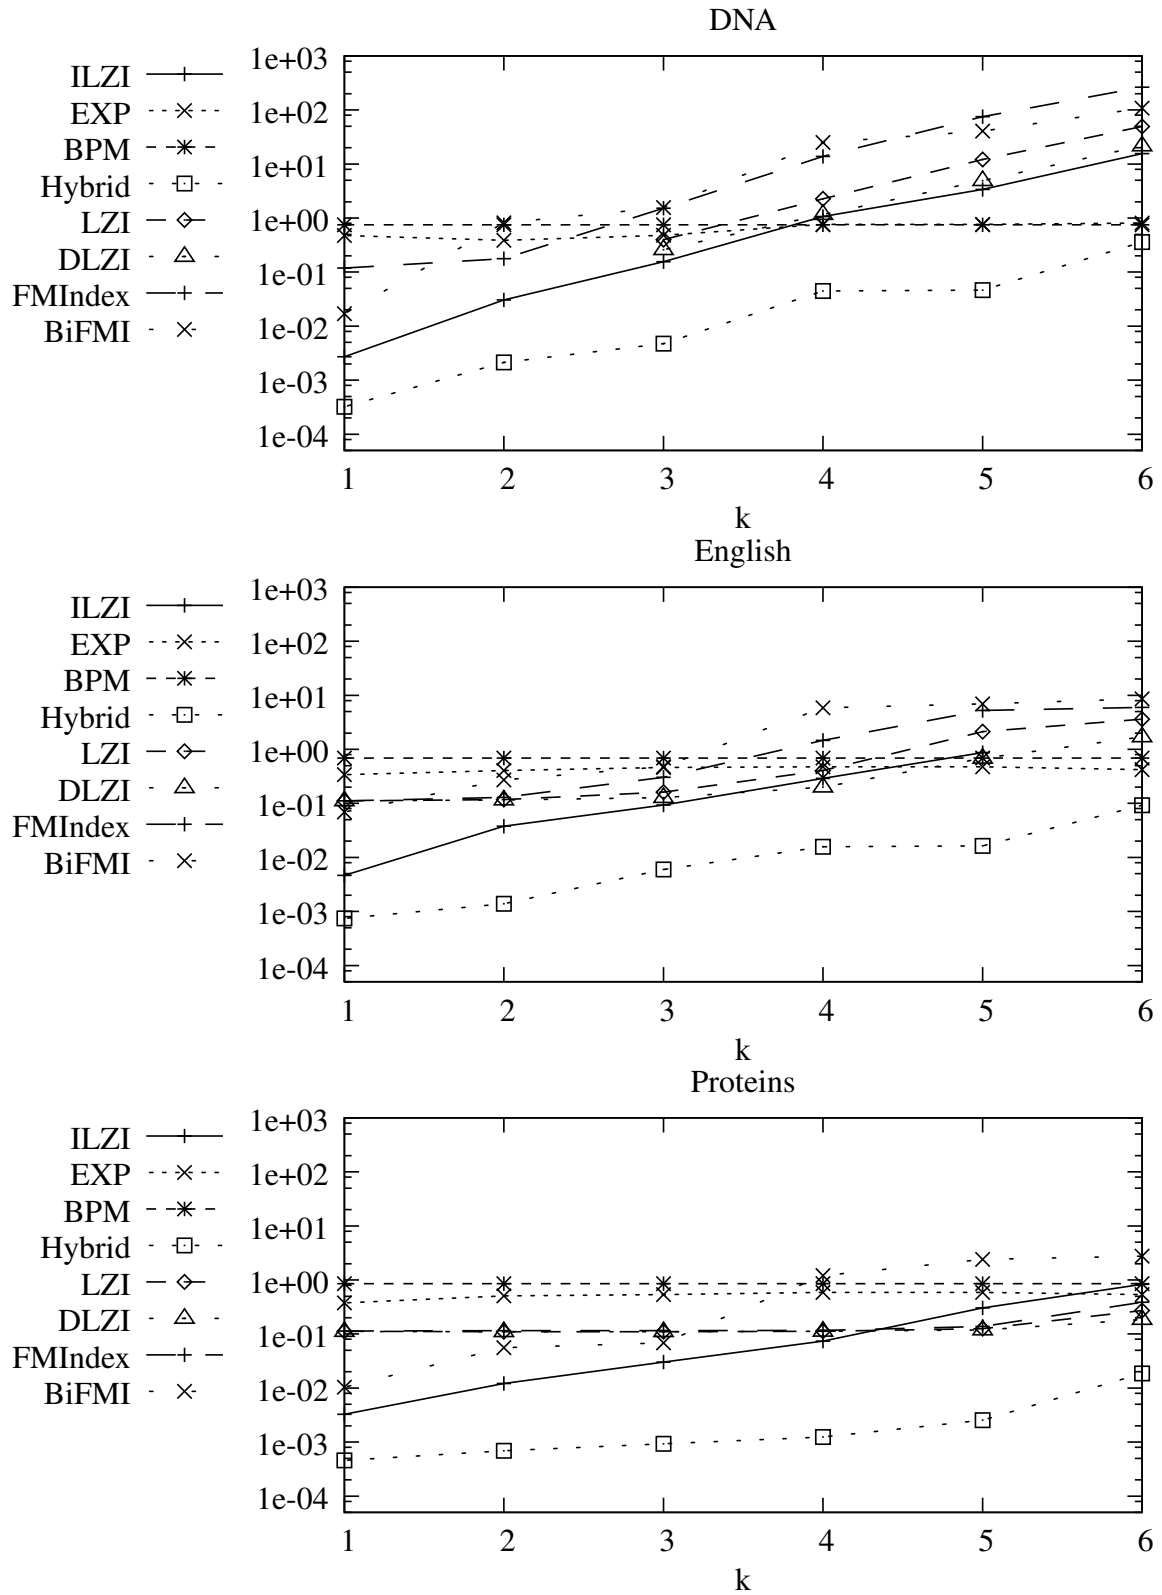 DNA
ILZI
EXP
BPM
Hybrid
LZI
DLZI
FMIndex
BiFMI
1e+03
1e+02
1e+01
1e+00
1e-01
1e-02
1e-03
1e-04
1 2 3 4 5 6
k
English
ILZI
EXP
BPM
Hybrid
LZI
DLZI
FMIndex
BiFMI
1e+03
1e+02
1e+01
1e+00
1e-01
1e-02
1e-03
1e-04
1 2 3 4 5 6
k
Proteins
ILZI
EXP
BPM
Hybrid
LZI
DLZI
FMIndex
BiFMI
1e+03
1e+02
1e+01
1e+00
1e-01
1e-02
1e-03
1e-04
1 2 3 4 5 6
k